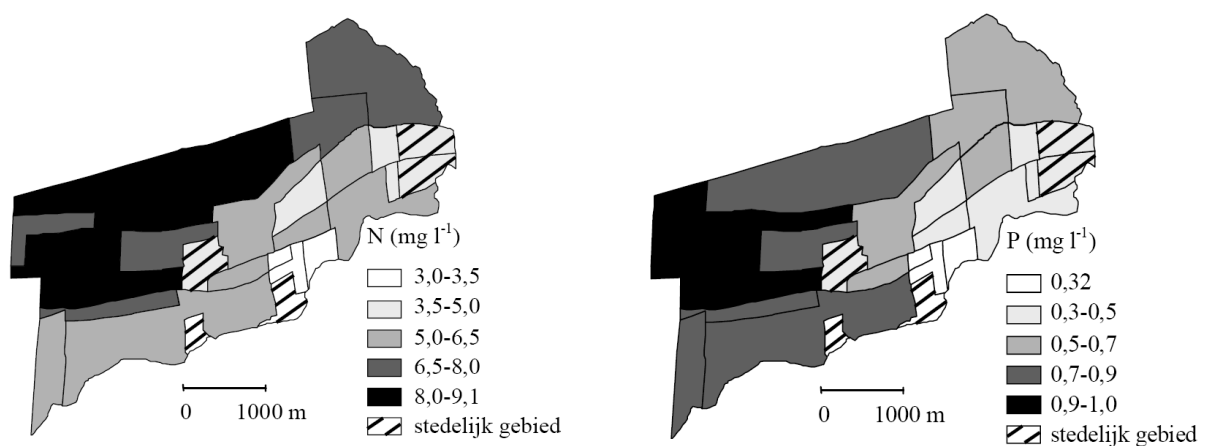 N (mg l⁻¹)
3,0-3,5
3,5-5,0
5,0-6,5
6,5-8,0
8,0-9,1
stedelijk gebied
0 1000 m
P (mg l⁻¹)
0,32
0,3-0,5
0,5-0,7
0,7-0,9
0,9-1,0
stedelijk gebied
0 1000 m